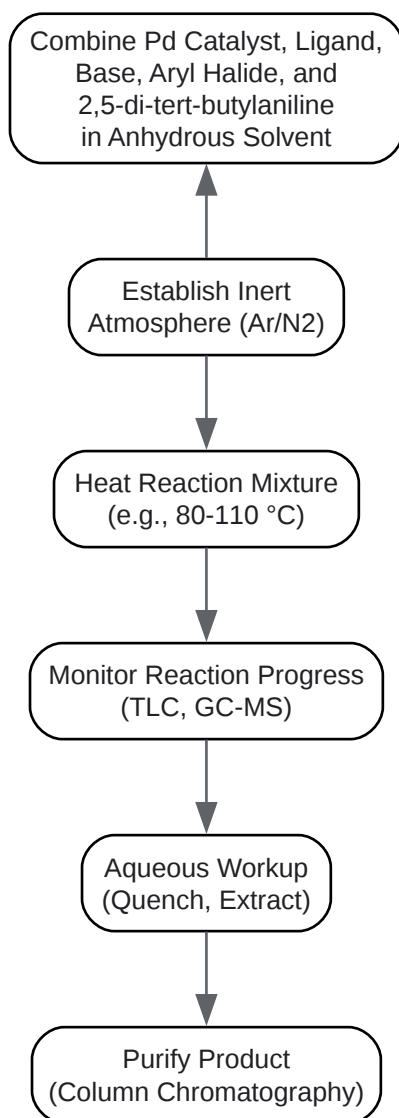 Combine Pd Catalyst, Ligand,
Base, Aryl Halide, and
2,5-di-tert-butylaniline
in Anhydrous Solvent
Establish Inert
Atmosphere (Ar/N2)
Heat Reaction Mixture
(e.g., 80-110 °C)
Monitor Reaction Progress
(TLC, GC-MS)
Aqueous Workup
(Quench, Extract)
Purify Product
(Column Chromatography)